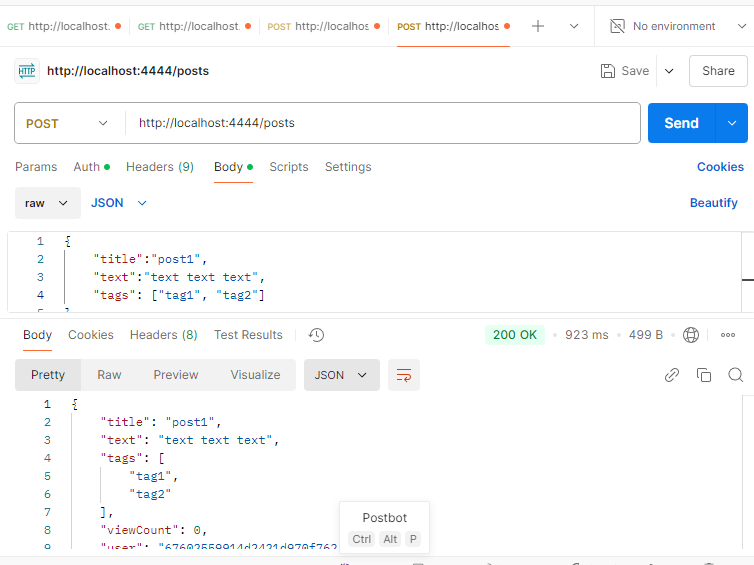 GET http://localhost. GET http://localhost. POST http://localhos POST http://localhos No environment
HTTP http://localhost:4444/posts Save Share
POST http://localhost:4444/posts Send
Params Auth Headers (9) Body Scripts Settings Cookies
raw JSON Beautify
1 {
2 "title":"post1",
3 "text":"text text text",
4 "tags": ["tag1", "tag2"]
Body Cookies Headers (8) Test Results 200 OK 923 ms 499 B
Pretty Raw Preview Visualize JSON
1 {
2 "title": "post1",
3 "text": "text text text",
4 "tags": [
5 "tag1",
6 "tag2"
7 ],
8 "viewCount": 0,
9 "user": "67602559914d2421d970f762
Postbot
Ctrl Alt P